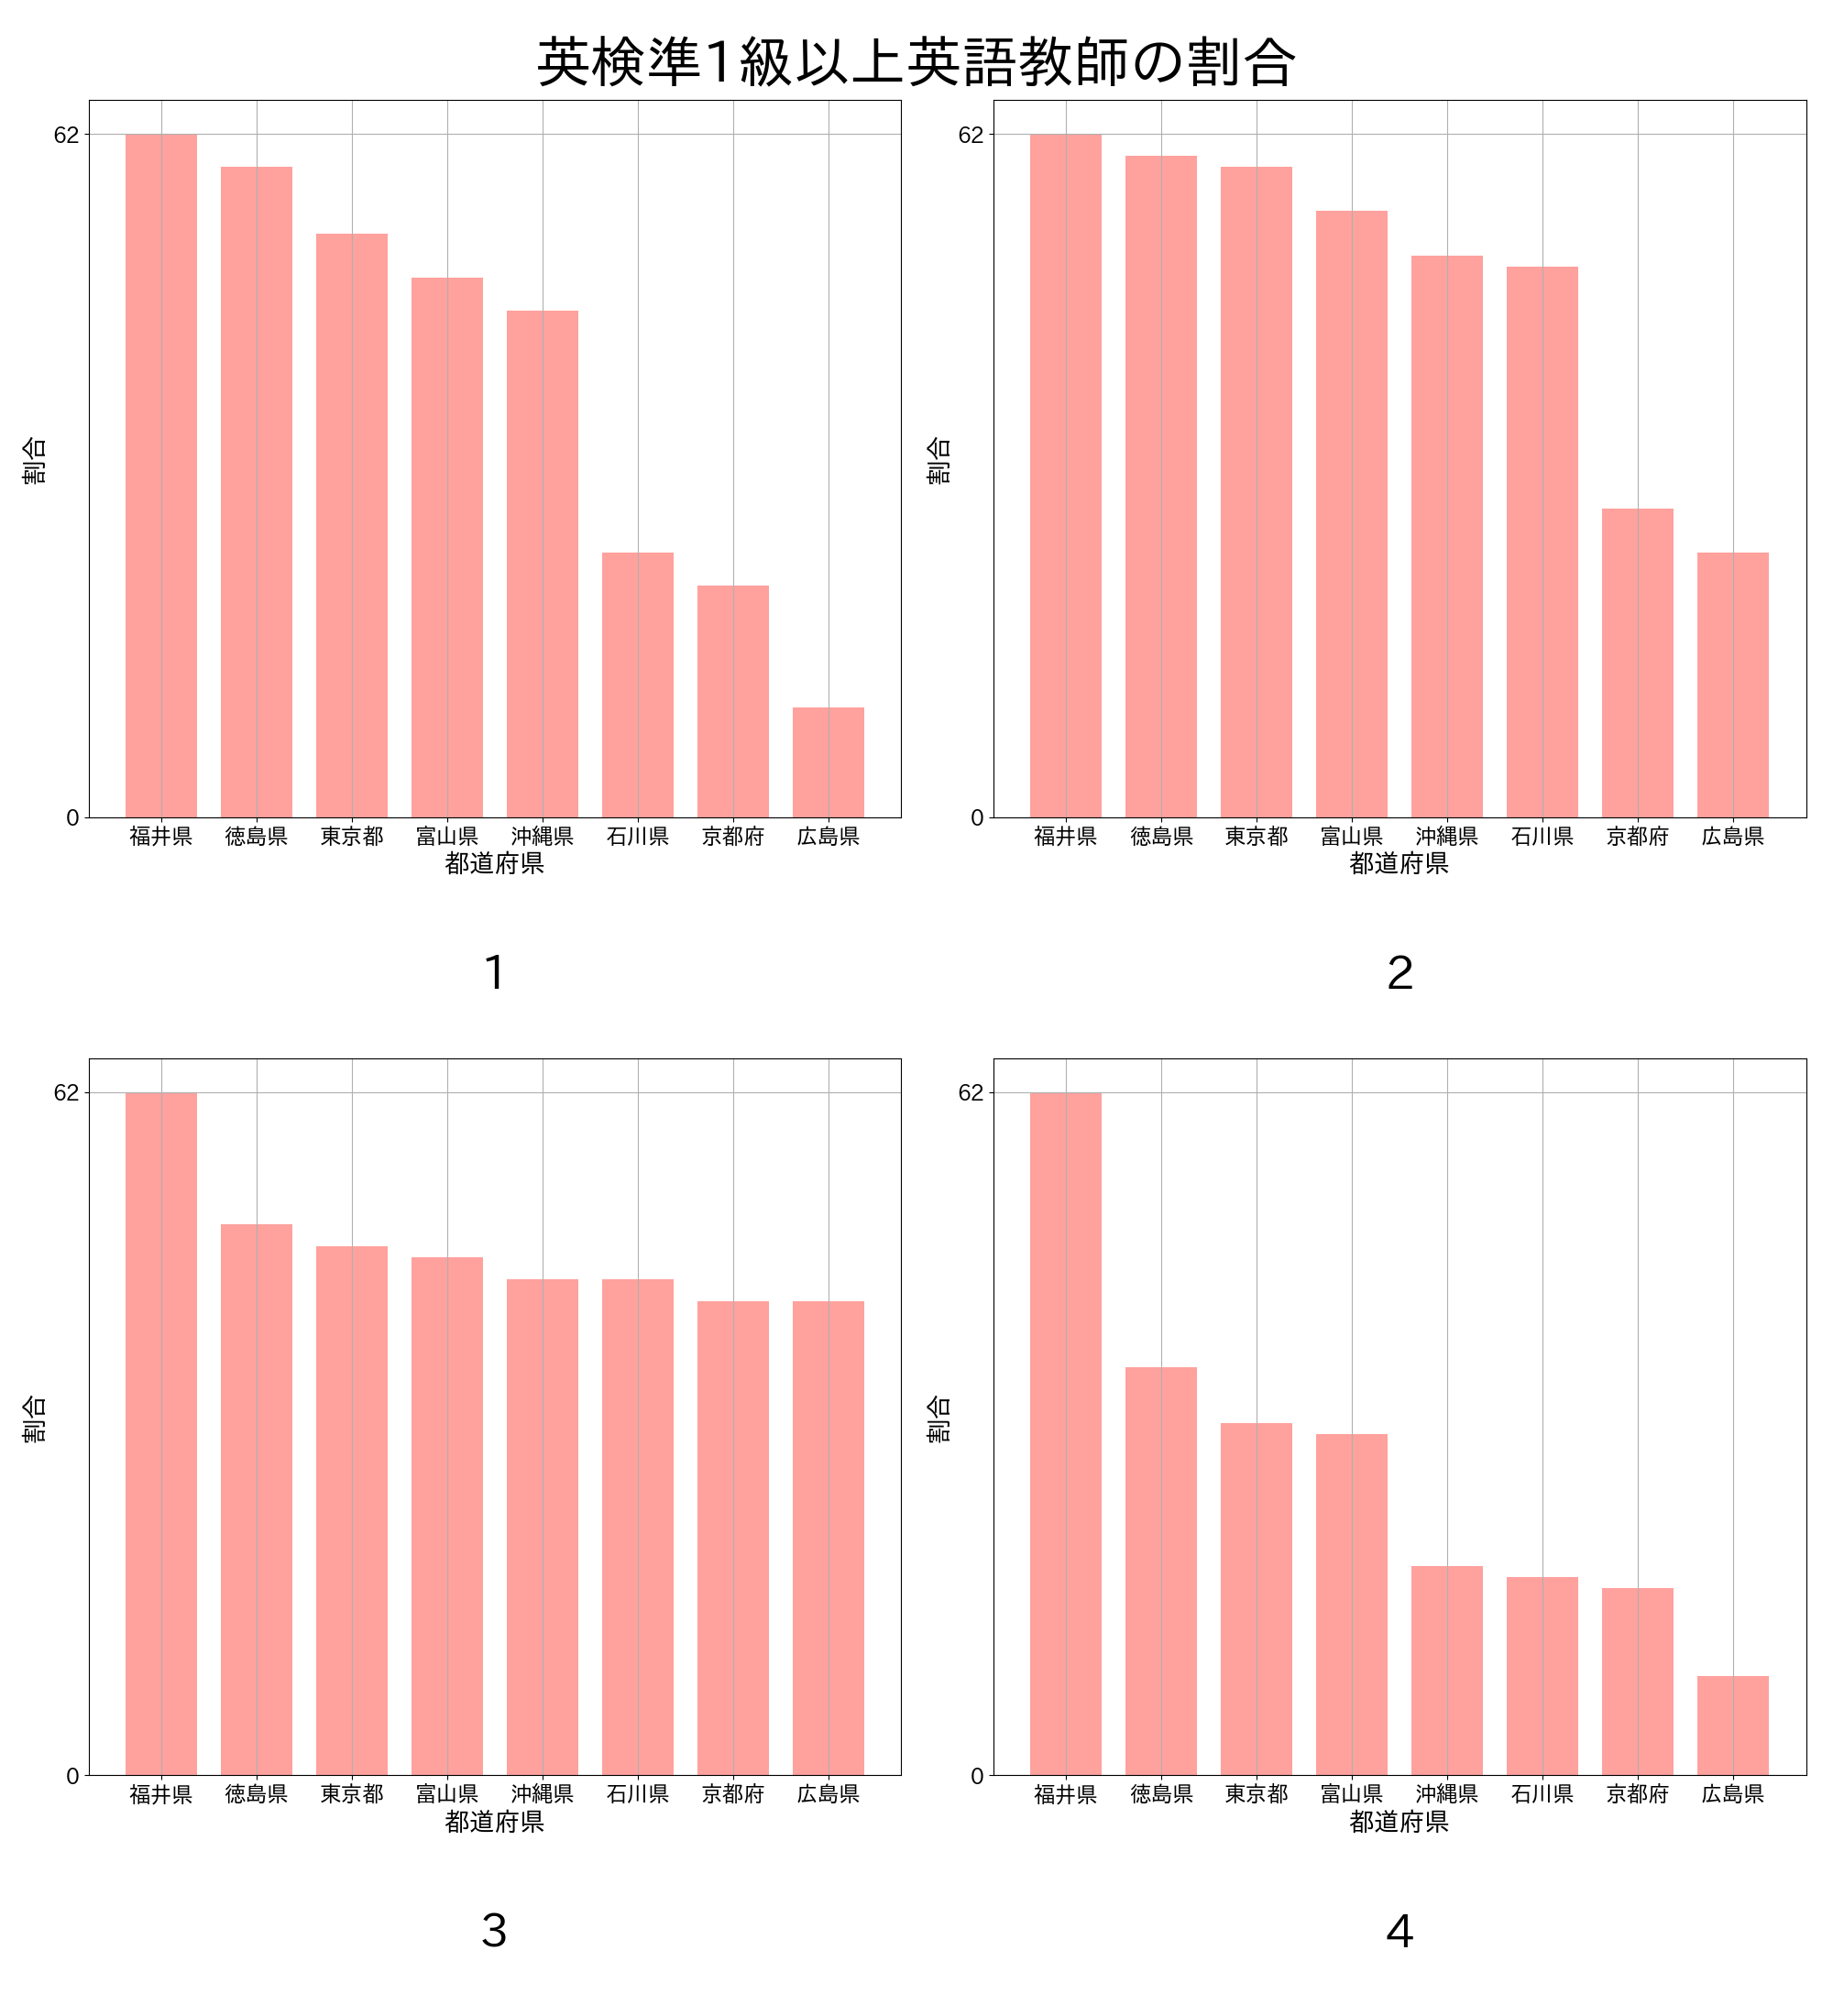 英検準1級以上英語教師の割合
62
0
割合
福井県 徳島県 東京都 富山県 沖縄県 石川県 京都府 広島県
都道府県
1
62
0
割合
福井県 徳島県 東京都 富山県 沖縄県 石川県 京都府 広島県
都道府県
2
62
0
割合
福井県 徳島県 東京都 富山県 沖縄県 石川県 京都府 広島県
都道府県
3
62
0
割合
福井県 徳島県 東京都 富山県 沖縄県 石川県 京都府 広島県
都道府県
4